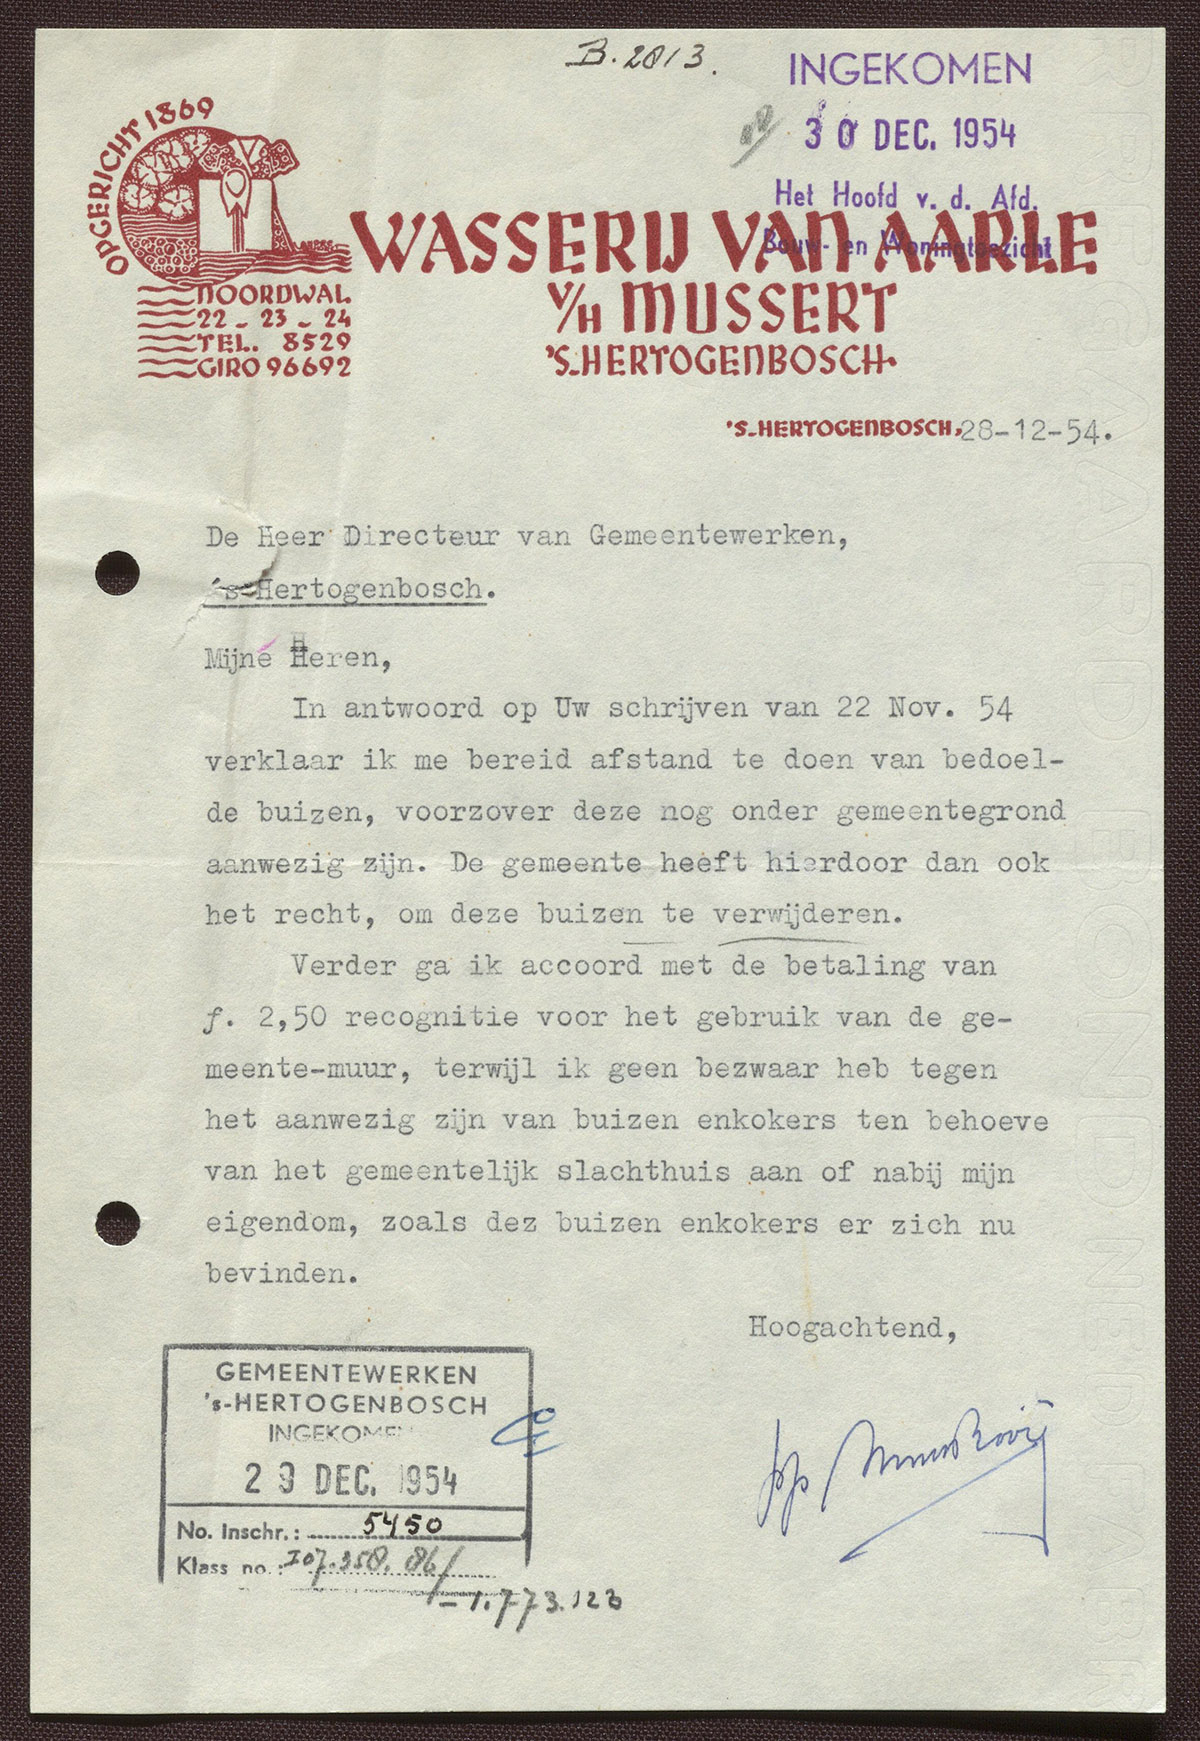 B. 2013.
INGEKOMEN
30 DEC. 1954
Het Hoofd v. d. Afd.
Bouw- en Woningtoezicht
OPGERICHT 1869
WASSERIJ VAN AARLE
V/H MUSSERT
'S-HERTOGENBOSCH-
NOORDWAL
22 - 23 - 24
TEL. 8529
GIRO 96692
'S-HERTOGENBOSCH, 28-12-54.
De Heer Directeur van Gemeentewerken,
's-Hertogenbosch.
Mijne Heren,
In antwoord op Uw schrijven van 22 Nov. 54
verklaar ik me bereid afstand te doen van bedoel-
de buizen, voorzover deze nog onder gemeentegrond
aanwezig zijn. De gemeente heeft hierdoor dan ook
het recht, om deze buizen te verwijderen.
Verder ga ik accoord met de betaling van
ƒ. 2,50 recognitie voor het gebruik van de ge-
meente-muur, terwijl ik geen bezwaar heb tegen
het aanwezig zijn van buizen enkokers ten behoeve
van het gemeentelijk slachthuis aan of nabij mijn
eigendom, zoals dez buizen enkokers er zich nu
bevinden.
Hoogachtend,
GEMEENTEWERKEN
's-HERTOGENBOSCH
INGEKOMEN
29 DEC. 1954
No. Inschr.: 5450
Klass no.:
-1.773.123